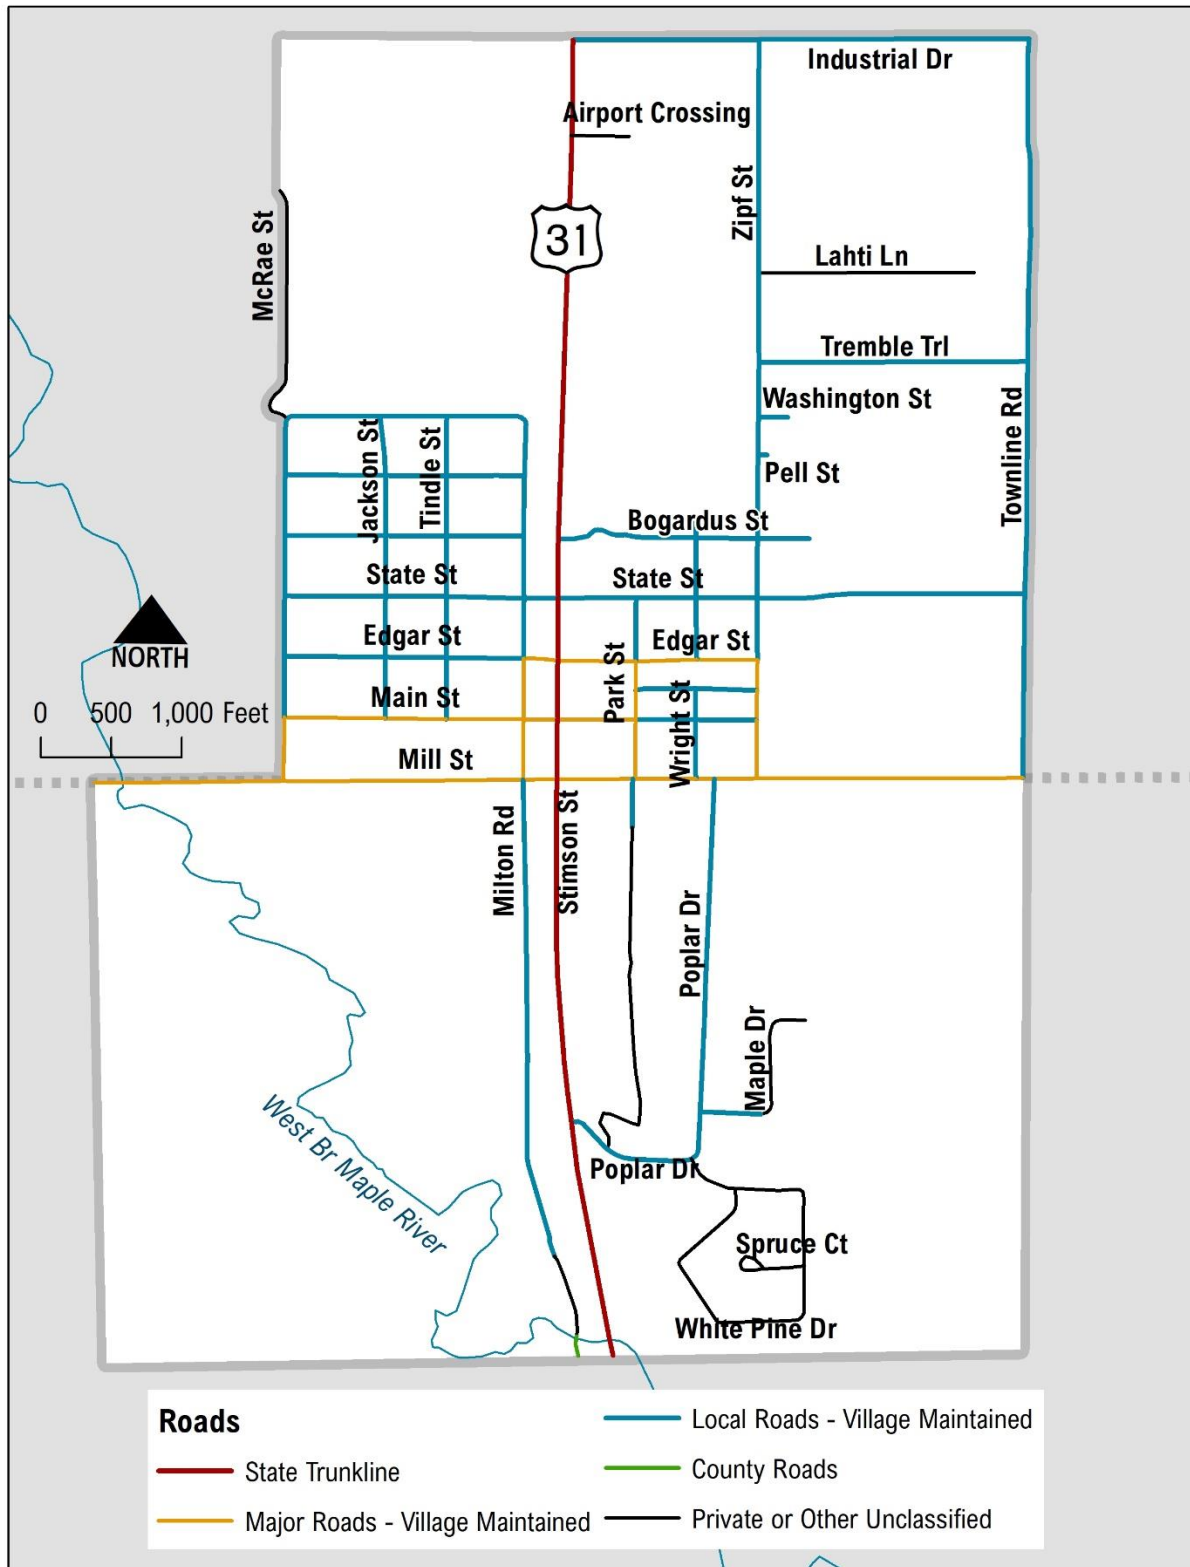 Industrial Dr
Airport Crossing
Zipf St
McRae St
31
Lahti Ln
Tremble Trl
Washington St
Townline Rd
Jackson St
Tindle St
Pell St
Bogardus St
State St
State St
Edgar St
Edgar St
NORTH
Park St
Main St
Wright St
0 500 1,000 Feet
Mill St
Milton Rd
Stimson St
Poplar Dr
Maple Dr
West Br Maple River
Poplar Dr
Spruce Ct
White Pine Dr
Roads
State Trunkline
Major Roads - Village Maintained
Local Roads - Village Maintained
County Roads
Private or Other Unclassified